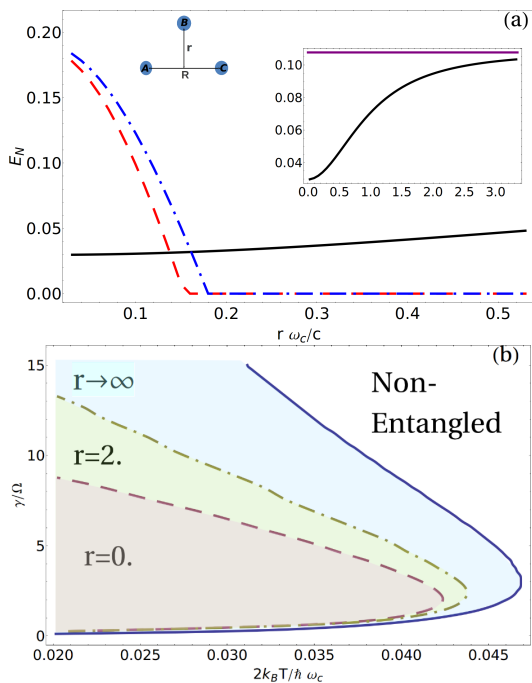 (a)
0.20
0.15
0.10
0.05
0.00
E_N
B
r
A
R
C
0.10
0.08
0.06
0.04
0.0 0.5 1.0 1.5 2.0 2.5 3.0
0.1 0.2 0.3 0.4 0.5
r ω_c/c
(b)
15
10
5
0
γ/Ω
r→∞
r=2.
r=0.
Non-
Entangled
0.020 0.025 0.030 0.035 0.040 0.045
2k_BT/ℏ ω_c